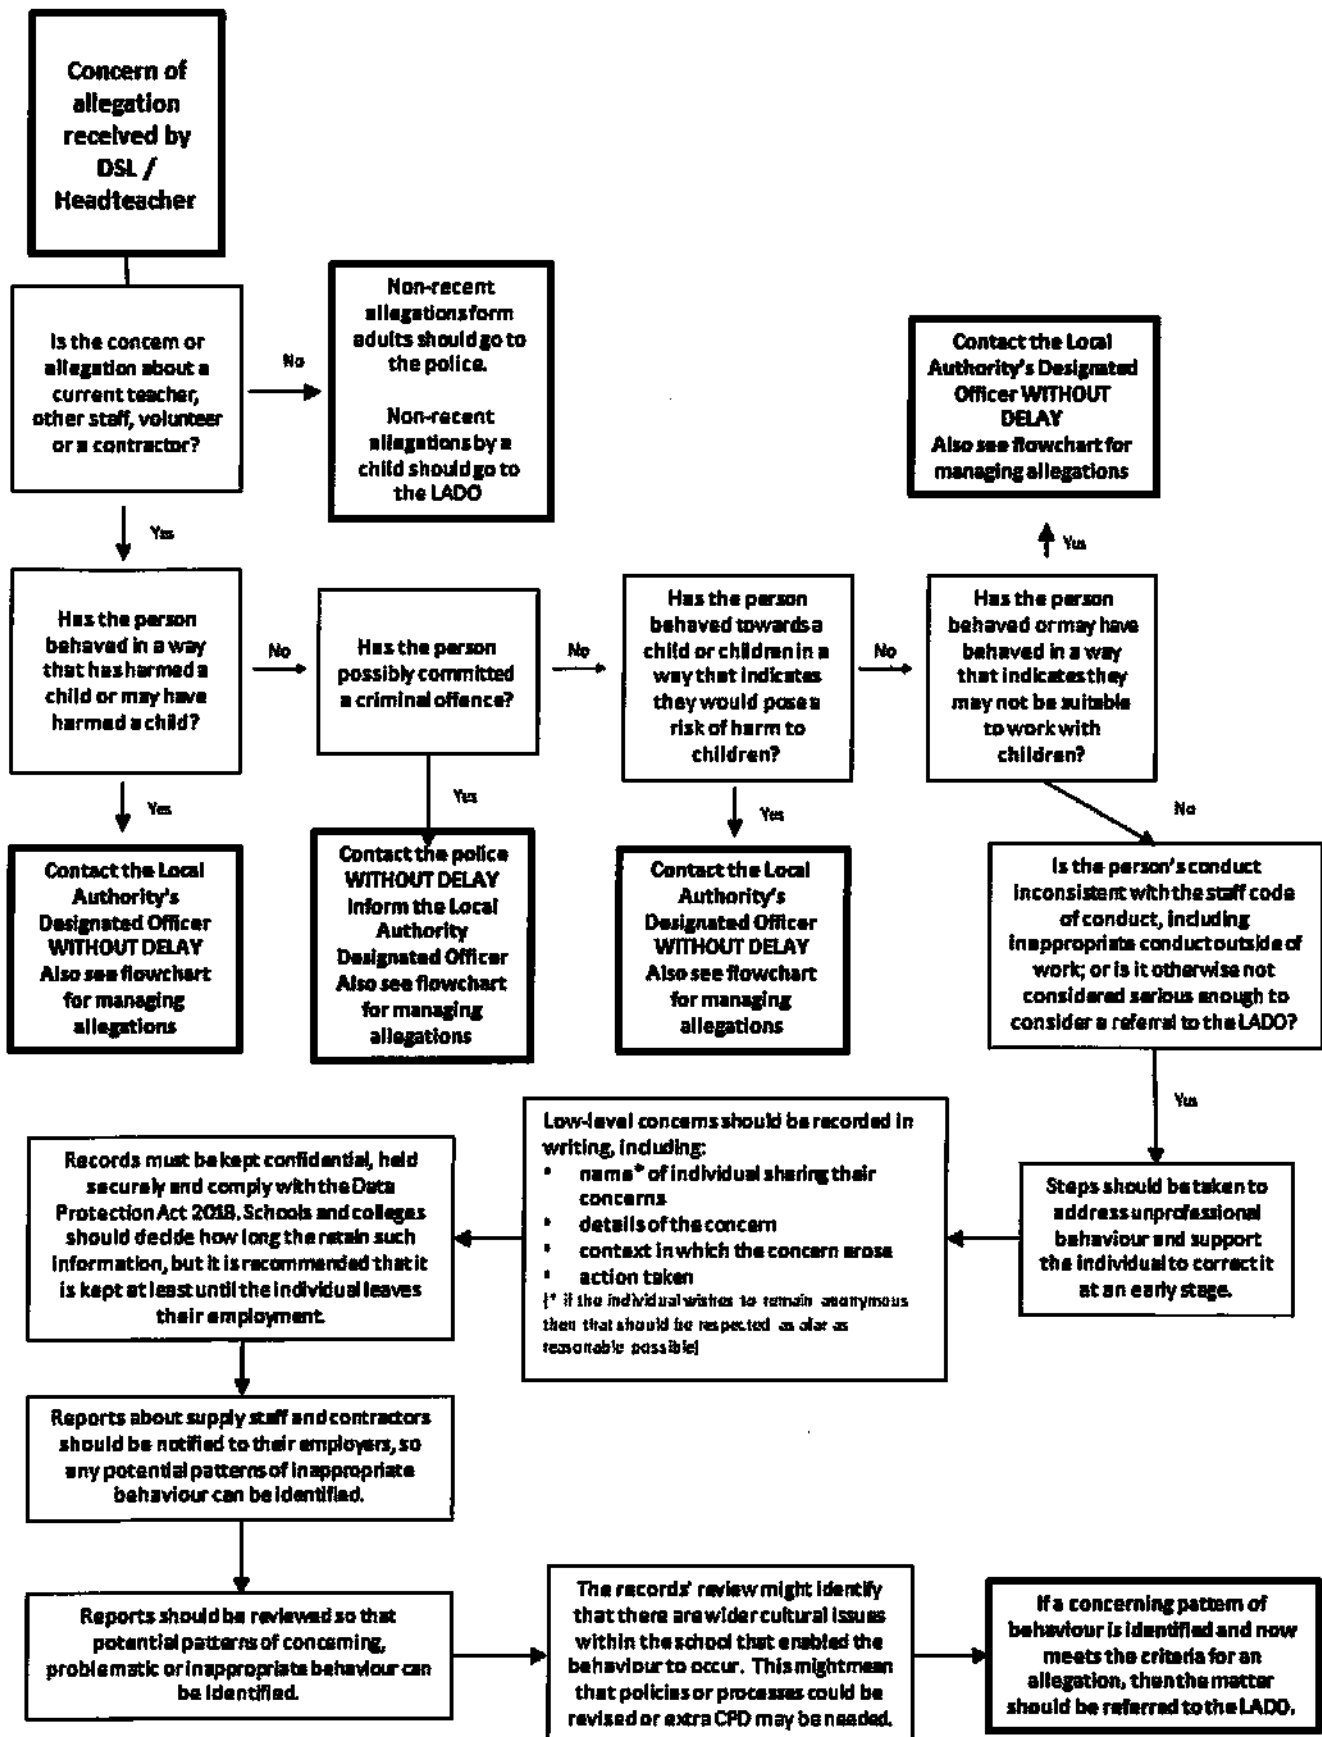 Concern of
allegation
received by
DSL /
Headteacher
Is the concern or
allegation about a
current teacher,
other staff, volunteer
or a contractor?
No
Non-recent
allegations form
adults should go to
the police.
Non-recent
allegations by a
child should go to
the LADO
Contact the Local
Authority's Designated
Officer WITHOUT
DELAY
Also see flowchart for
managing allegations
Yes
Yes
Has the person
behaved in a way
that has harmed a
child or may have
harmed a child?
No
Has the person
possibly committed
a criminal offence?
No
Has the person
behaved towards a
child or children in a
way that indicates
they would pose a
risk of harm to
children?
No
Has the person
behaved or may have
behaved in a way
that indicates they
may not be suitable
to work with
children?
Yes
Yes
Yes
No
Contact the Local
Authority's
Designated Officer
WITHOUT DELAY
Also see flowchart
for managing
allegations
Contact the police
WITHOUT DELAY
Inform the Local
Authority
Designated Officer
Also see flowchart
for managing
allegations
Contact the Local
Authority's
Designated Officer
WITHOUT DELAY
Also see flowchart
for managing
allegations
Is the person's conduct
inconsistent with the staff code
of conduct, including
inappropriate conduct outside of
work; or is it otherwise not
considered serious enough to
consider a referral to the LADO?
Yes
Steps should be taken to
address unprofessional
behaviour and support
the individual to correct it
at an early stage.
Low-level concerns should be recorded in
writing, including:
• name* of individual sharing their
concerns
• details of the concern
• context in which the concern arose
• action taken
(* if the individual wishes to remain anonymous
then that should be respected as afar as
reasonable possible)
Records must be kept confidential, held
securely and comply with the Data
Protection Act 2018. Schools and colleges
should decide how long the retain such
information, but it is recommended that it
is kept at least until the individual leaves
their employment.
Reports about supply staff and contractors
should be notified to their employers, so
any potential patterns of inappropriate
behaviour can be identified.
Reports should be reviewed so that
potential patterns of concerning,
problematic or inappropriate behaviour can
be identified.
The records' review might identify
that there are wider cultural issues
within the school that enabled the
behaviour to occur. This might mean
that policies or processes could be
revised or extra CPD may be needed.
If a concerning pattern of
behaviour is identified and now
meets the criteria for an
allegation, then the matter
should be referred to the LADO.